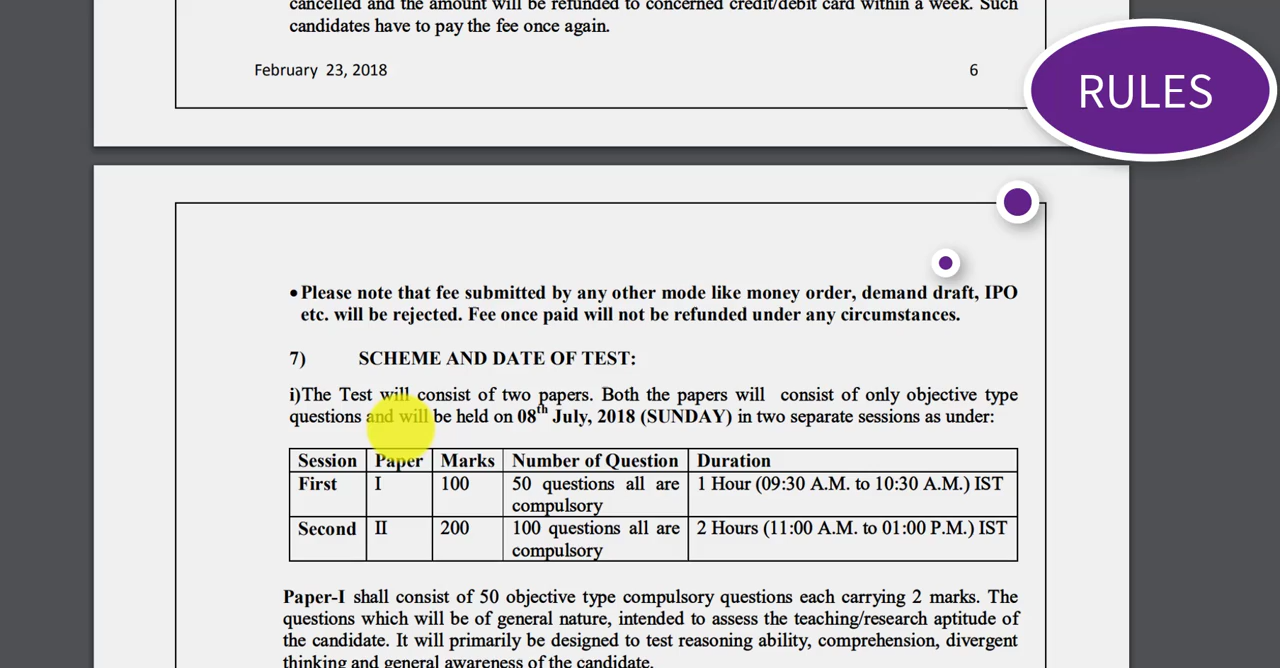 cancelled and the amount will be refunded to concerned credit/debit card within a week. Such
candidates have to pay the fee once again.
February 23, 2018 6
RULES
•Please note that fee submitted by any other mode like money order, demand draft, IPO
etc. will be rejected. Fee once paid will not be refunded under any circumstances.
7) SCHEME AND DATE OF TEST:
i)The Test will consist of two papers. Both the papers will consist of only objective type
questions and will be held on 08th July, 2018 (SUNDAY) in two separate sessions as under:
Session Paper Marks Number of Question Duration
First I 100 50 questions all are 1 Hour (09:30 A.M. to 10:30 A.M.) IST
compulsory
Second II 200 100 questions all are 2 Hours (11:00 A.M. to 01:00 P.M.) IST
compulsory
Paper-I shall consist of 50 objective type compulsory questions each carrying 2 marks. The
questions which will be of general nature, intended to assess the teaching/research aptitude of
the candidate. It will primarily be designed to test reasoning ability, comprehension, divergent
thinking and general awareness of the candidate.